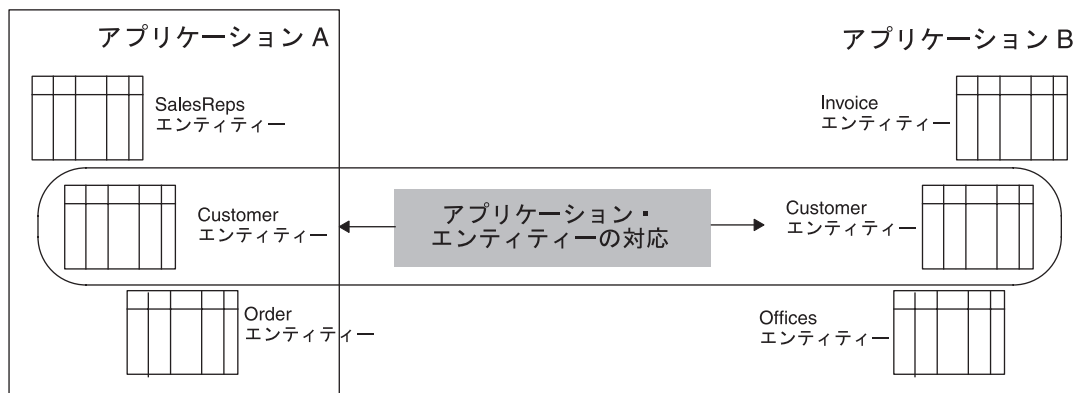 アプリケーション A
アプリケーション B
SalesReps
エンティティー
Invoice
エンティティー
Customer
エンティティー
アプリケーション・
エンティティーの対応
Customer
エンティティー
Order
エンティティー
Offices
エンティティー